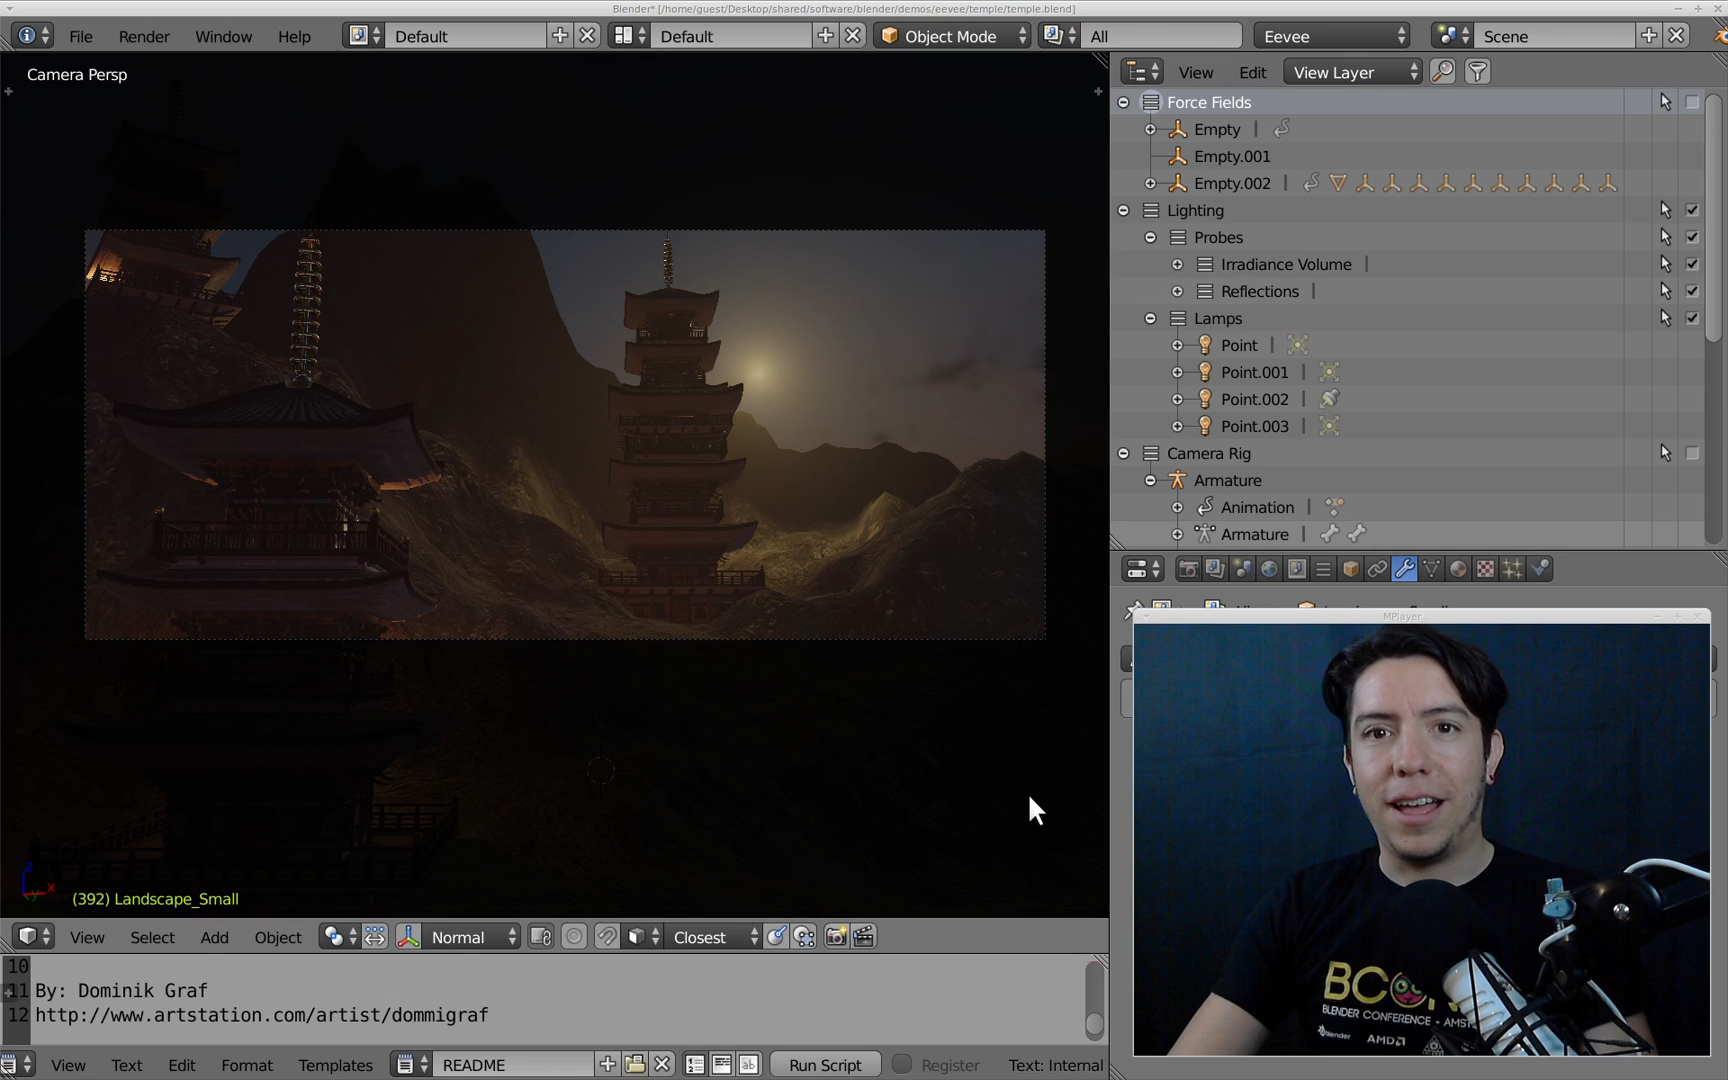 Blender* [/home/guest/Desktop/shared/software/blender/demos/eevee/temple/temple.blend]
File Render Window Help Default Default Object Mode All Eevee Scene
Camera Persp
View Edit View Layer
Force Fields
Empty
Empty.001
Empty.002
Lighting
Probes
Irradiance Volume
Reflections
Lamps
Point
Point.001
Point.002
Point.003
Camera Rig
Armature
Animation
Armature
MPlayer
(392) Landscape_Small
View Select Add Object Normal Closest
10
11 By: Dominik Graf
12 http://www.artstation.com/artist/dommigraf
View Text Edit Format Templates README Run Script Register Text: Internal
BCON
BLENDER CONFERENCE - AMST
blender AMD